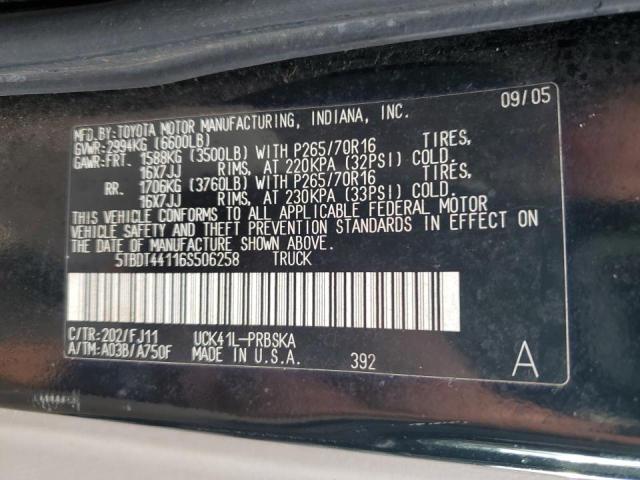 MFD.BY: TOYOTA MOTOR MANUFACTURING, INDIANA, INC. 09/05
GVWR: 2994KG (6600LB)
GAWR: FRT. 1588KG (3500LB) WITH P265/70R16 TIRES,
16X7JJ RIMS, AT 220KPA (32PSI) COLD.
RR. 1706KG (3760LB) WITH P265/70R16 TIRES,
16X7JJ RIMS, AT 230KPA (33PSI) COLD.
THIS VEHICLE CONFORMS TO ALL APPLICABLE FEDERAL MOTOR
VEHICLE SAFETY AND THEFT PREVENTION STANDARDS IN EFFECT ON
THE DATE OF MANUFACTURE SHOWN ABOVE.
5TBDT44116S506258 TRUCK
C/TR: 202/FJ11 UCK41L-PRBSKA
A/TM: A03B/A750F MADE IN U.S.A. 392 A